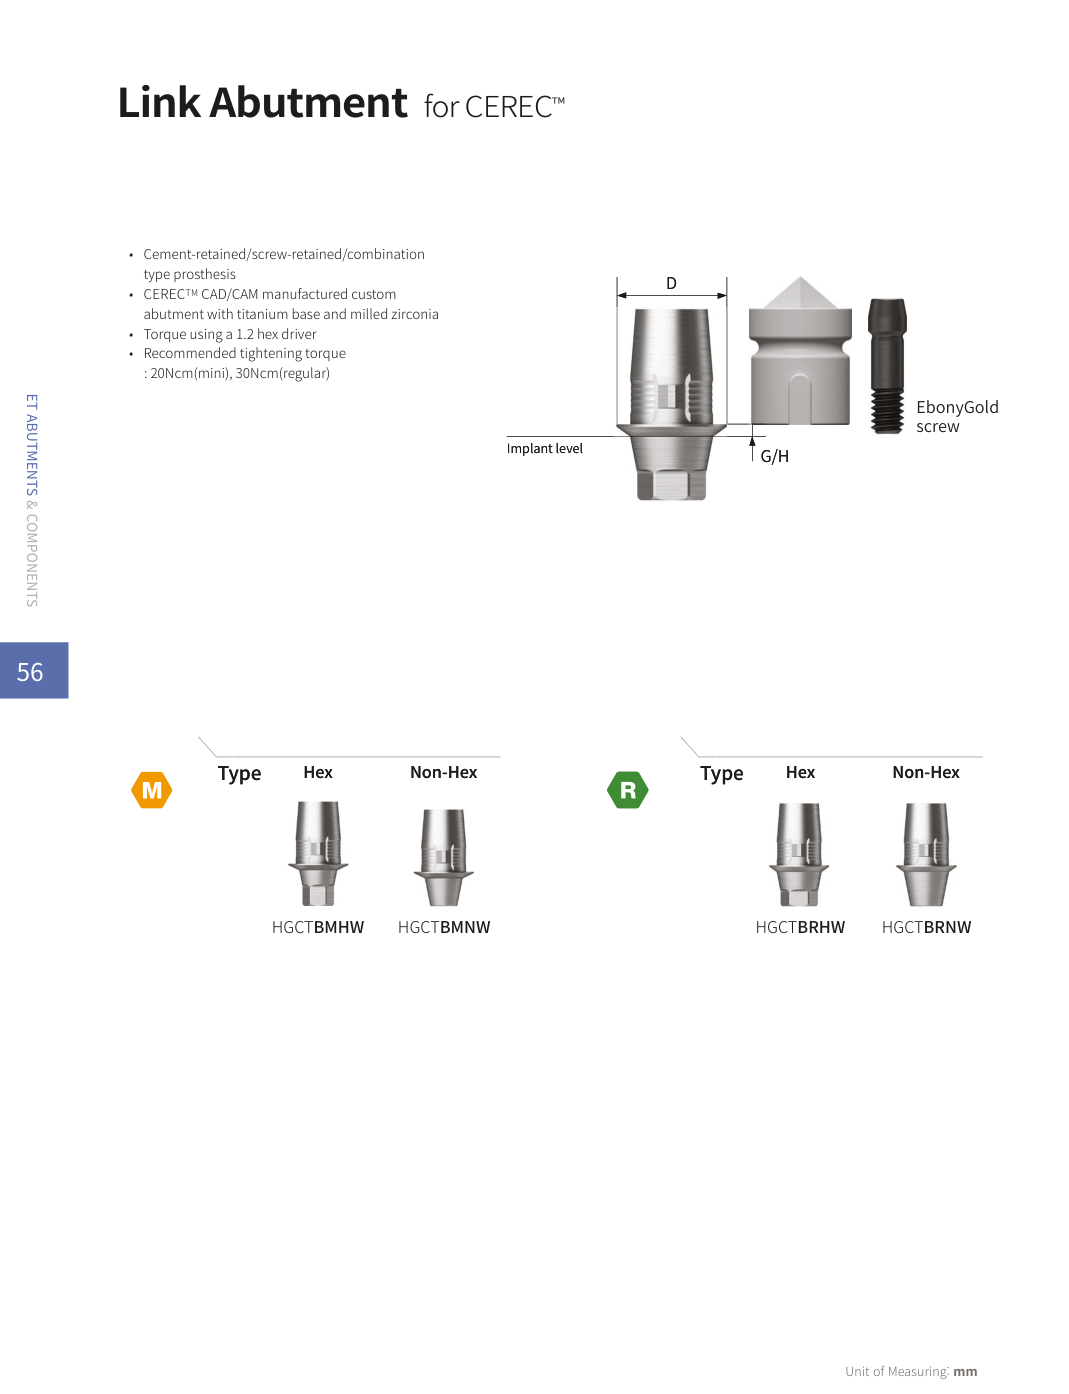 Link Abutment for CEREC™
• Cement-retained/screw-retained/combination
type prosthesis
• CEREC™ CAD/CAM manufactured custom
abutment with titanium base and milled zirconia
• Torque using a 1.2 hex driver
• Recommended tightening torque
: 20Ncm(mini), 30Ncm(regular)
D
EbonyGold
screw
Implant level
G/H
ET ABUTMENTS & COMPONENTS
56
M
Type Hex Non-Hex
HGCTBMHW HGCTBMNW
R
Type Hex Non-Hex
HGCTBRHW HGCTBRNW
Unit of Measuring: mm